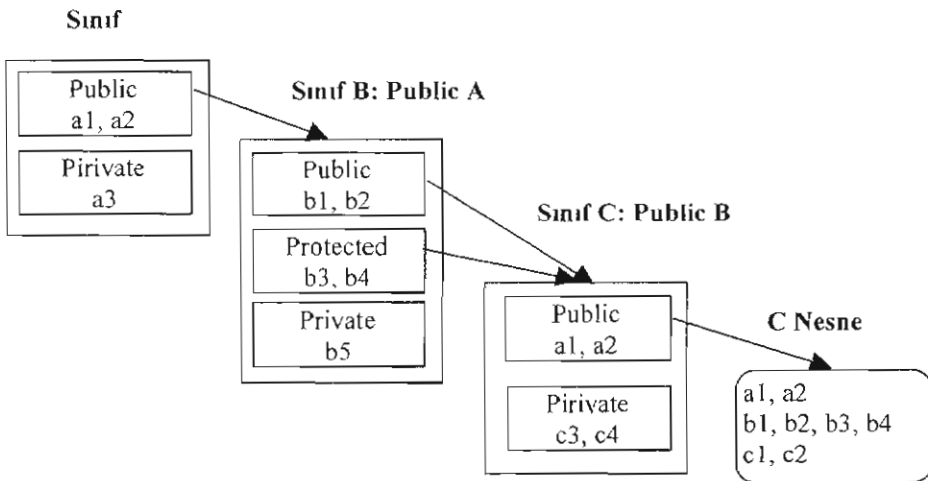 Sınıf
Public
a1, a2
Pirivate
a3
Sınıf B: Public A
Public
b1, b2
Protected
b3, b4
Private
b5
Sınıf C: Public B
Public
a1, a2
Pirivate
c3, c4
C Nesne
a1, a2
b1, b2, b3, b4
c1, c2